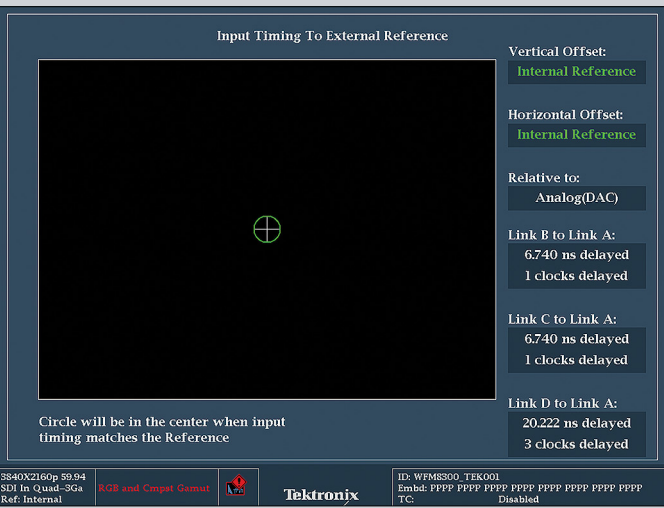 Input Timing To External Reference
Vertical Offset:
Internal Reference
Horizontal Offset:
Internal Reference
Relative to:
Analog(DAC)
Link B to Link A:
6.740 ns delayed
1 clocks delayed
Link C to Link A:
6.740 ns delayed
1 clocks delayed
Link D to Link A:
20.222 ns delayed
3 clocks delayed
Circle will be in the center when input
timing matches the Reference
3840X2160p 59.94
SDI In Quad–3Ga
Ref: Internal
RGB and Cmpst Gamut
Tektronix
ID: WFM8300_TEK001
Embd: PPPP PPPP PPPP PPPP PPPP PPPP PPPP PPPP
TC: Disabled